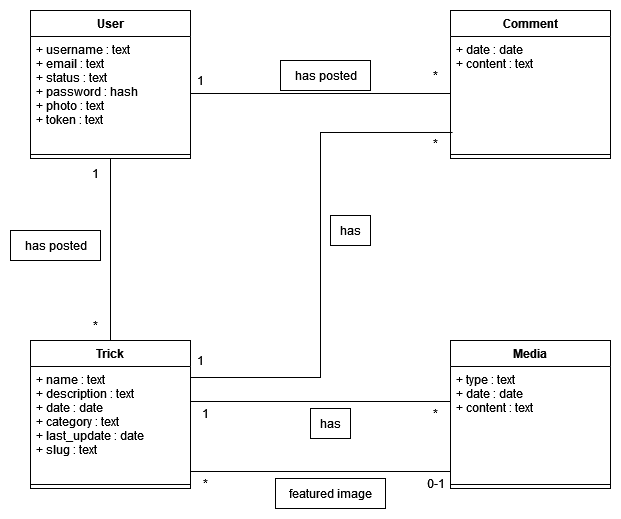 User
+ username : text
+ email : text
+ status : text
+ password : hash
+ photo : text
+ token : text
Comment
+ date : date
+ content : text
1
has posted
*
*
1
has posted
*
has
Trick
+ name : text
+ description : text
+ date : date
+ category : text
+ last_update : date
+ slug : text
1
Media
+ type : text
+ date : date
+ content : text
1
has
*
*
featured image
0-1